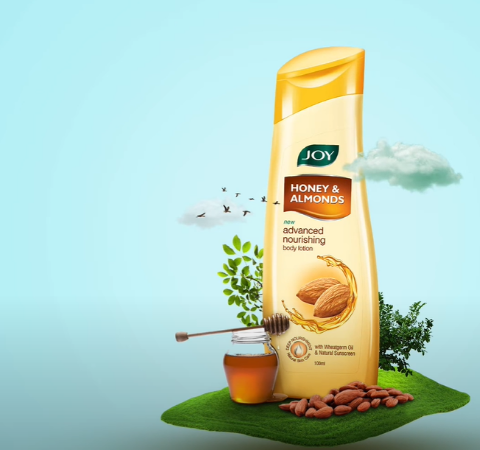 JOY
HONEY &
ALMONDS
new
advanced
nourishing
body lotion
with Wheatgerm Oil
& Natural Sunscreen
100ml